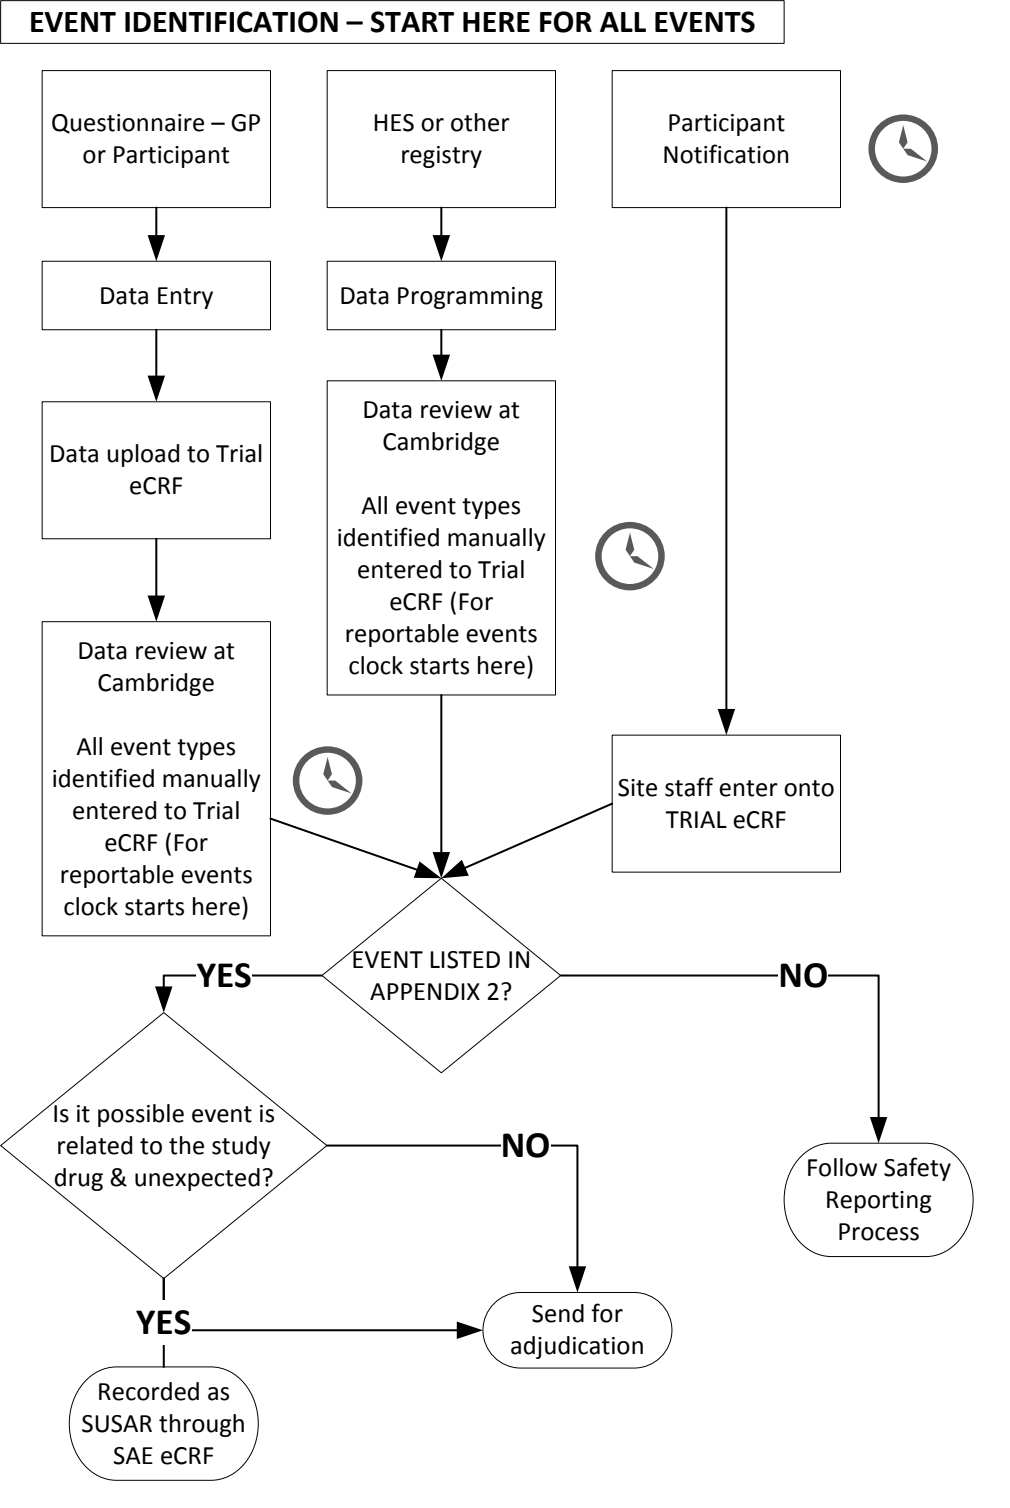 EVENT IDENTIFICATION – START HERE FOR ALL EVENTS
Questionnaire – GP
or Participant
HES or other
registry
Participant
Notification
Data Entry
Data Programming
Data upload to Trial
eCRF
Data review at
Cambridge
All event types
identified manually
entered to Trial
eCRF (For
reportable events
clock starts here)
Data review at
Cambridge
All event types
identified manually
entered to Trial
eCRF (For
reportable events
clock starts here)
Site staff enter onto
TRIAL eCRF
EVENT LISTED IN
APPENDIX 2?
YES
NO
Is it possible event is
related to the study
drug & unexpected?
NO
Follow Safety
Reporting
Process
YES
Send for
adjudication
Recorded as
SUSAR through
SAE eCRF